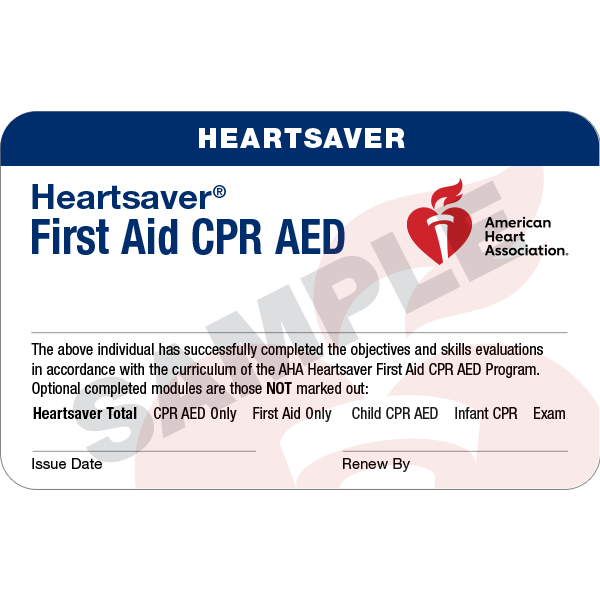 HEARTSAVER
Heartsaver®
First Aid CPR AED
American
Heart
Association®
SAMPLE
The above individual has successfully completed the objectives and skills evaluations
in accordance with the curriculum of the AHA Heartsaver First Aid CPR AED Program.
Optional completed modules are those NOT marked out:
Heartsaver Total CPR AED Only First Aid Only Child CPR AED Infant CPR Exam
Issue Date Renew By